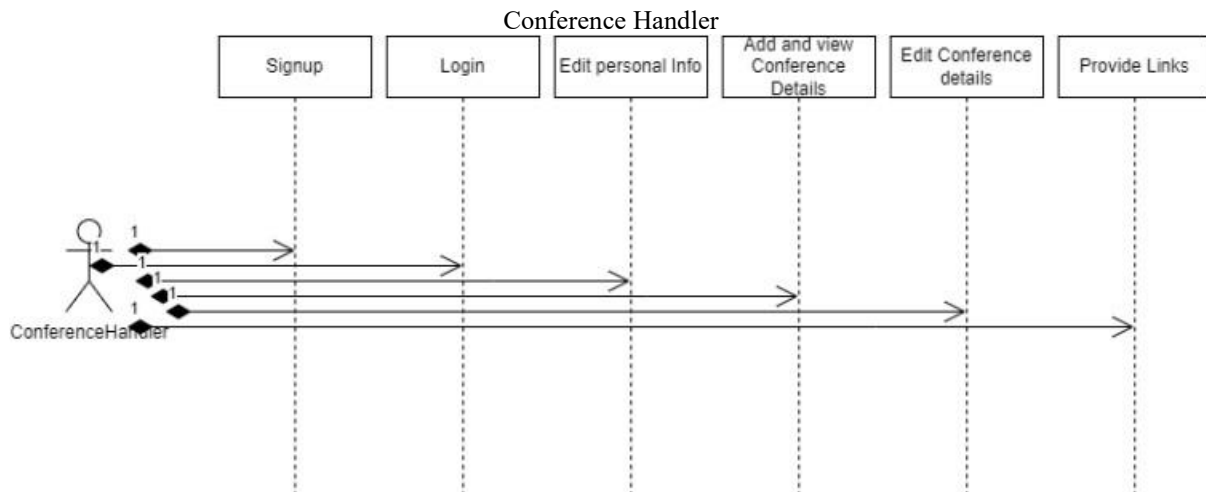 Conference Handler
Signup
Login
Edit personal Info
Add and view
Conference
Details
Edit Conference
details
Provide Links
1
1
1
1
1
1
ConferenceHandler